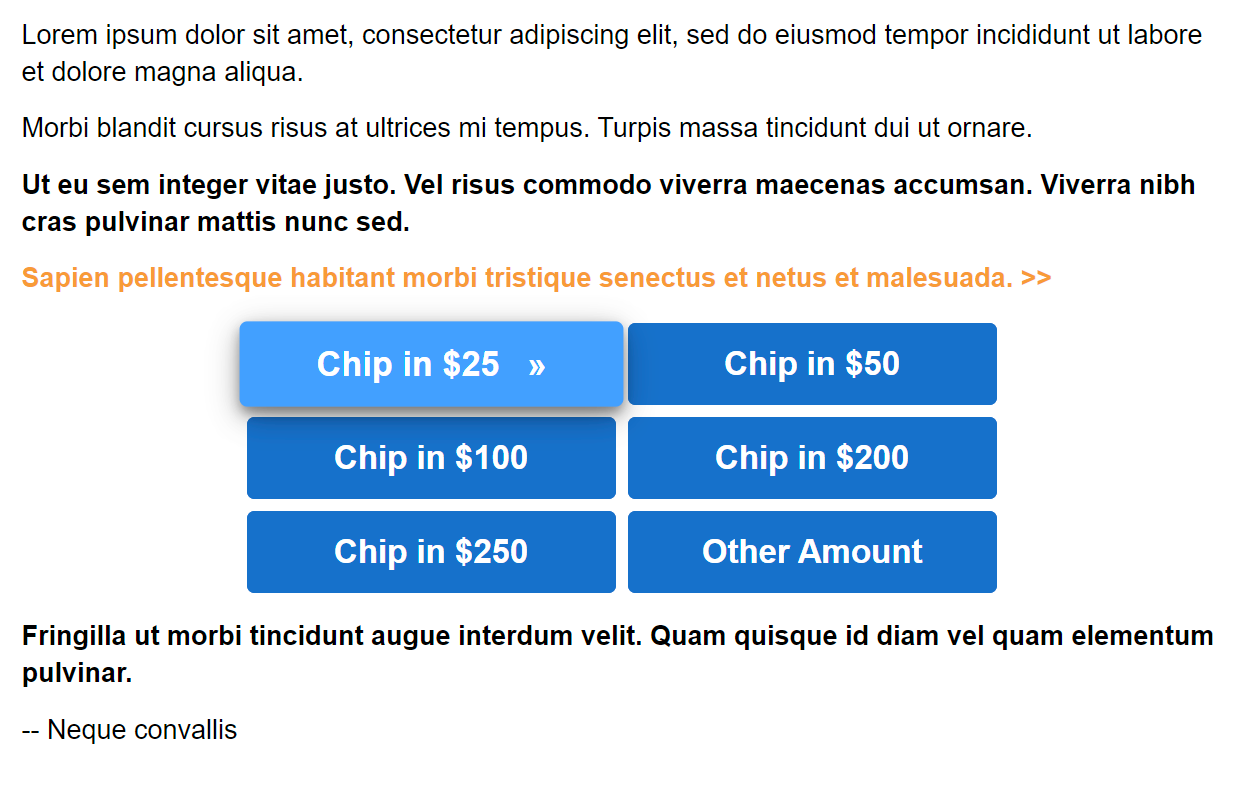 Lorem ipsum dolor sit amet, consectetur adipiscing elit, sed do eiusmod tempor incididunt ut labore
et dolore magna aliqua.
Morbi blandit cursus risus at ultrices mi tempus. Turpis massa tincidunt dui ut ornare.
Ut eu sem integer vitae justo. Vel risus commodo viverra maecenas accumsan. Viverra nibh
cras pulvinar mattis nunc sed.
Sapien pellentesque habitant morbi tristique senectus et netus et malesuada. >>
Chip in $25 »
Chip in $50
Chip in $100
Chip in $200
Chip in $250
Other Amount
Fringilla ut morbi tincidunt augue interdum velit. Quam quisque id diam vel quam elementum
pulvinar.
-- Neque convallis